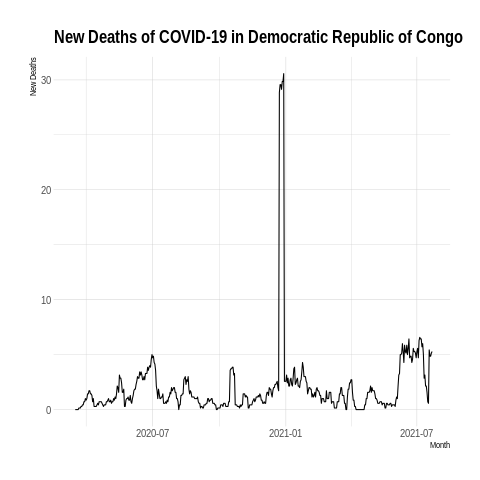 New Deaths of COVID-19 in Democratic Republic of Congo
New Deaths
30
20
10
0
2020-07
2021-01
2021-07
Month